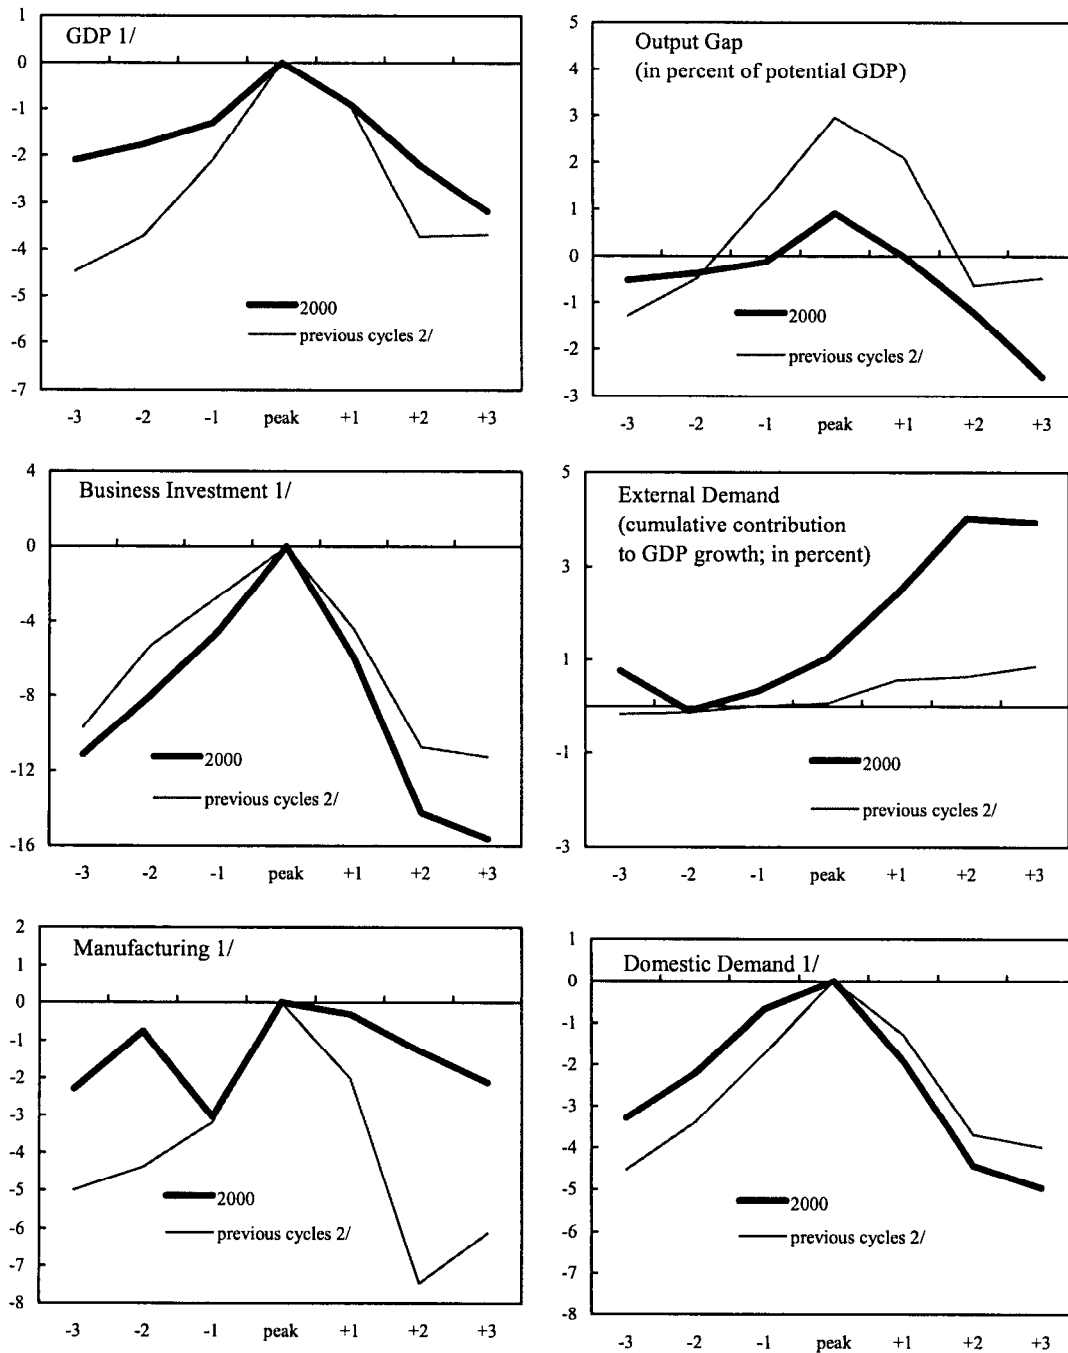 GDP 1/
1
0
-1
-2
-3
-4
-5
-6
-7
2000
previous cycles 2/
-3 -2 -1 peak +1 +2 +3
Output Gap
(in percent of potential GDP)
5
4
3
2
1
0
-1
-2
-3
2000
previous cycles 2/
-3 -2 -1 peak +1 +2 +3
Business Investment 1/
4
0
-4
-8
-12
-16
2000
previous cycles 2/
-3 -2 -1 peak +1 +2 +3
External Demand
(cumulative contribution
to GDP growth; in percent)
5
3
1
-1
-3
2000
previous cycles 2/
-3 -2 -1 peak +1 +2 +3
Manufacturing 1/
2
1
0
-1
-2
-3
-4
-5
-6
-7
-8
2000
previous cycles 2/
-3 -2 -1 peak +1 +2 +3
Domestic Demand 1/
1
0
-1
-2
-3
-4
-5
-6
-7
-8
2000
previous cycles 2/
-3 -2 -1 peak +1 +2 +3